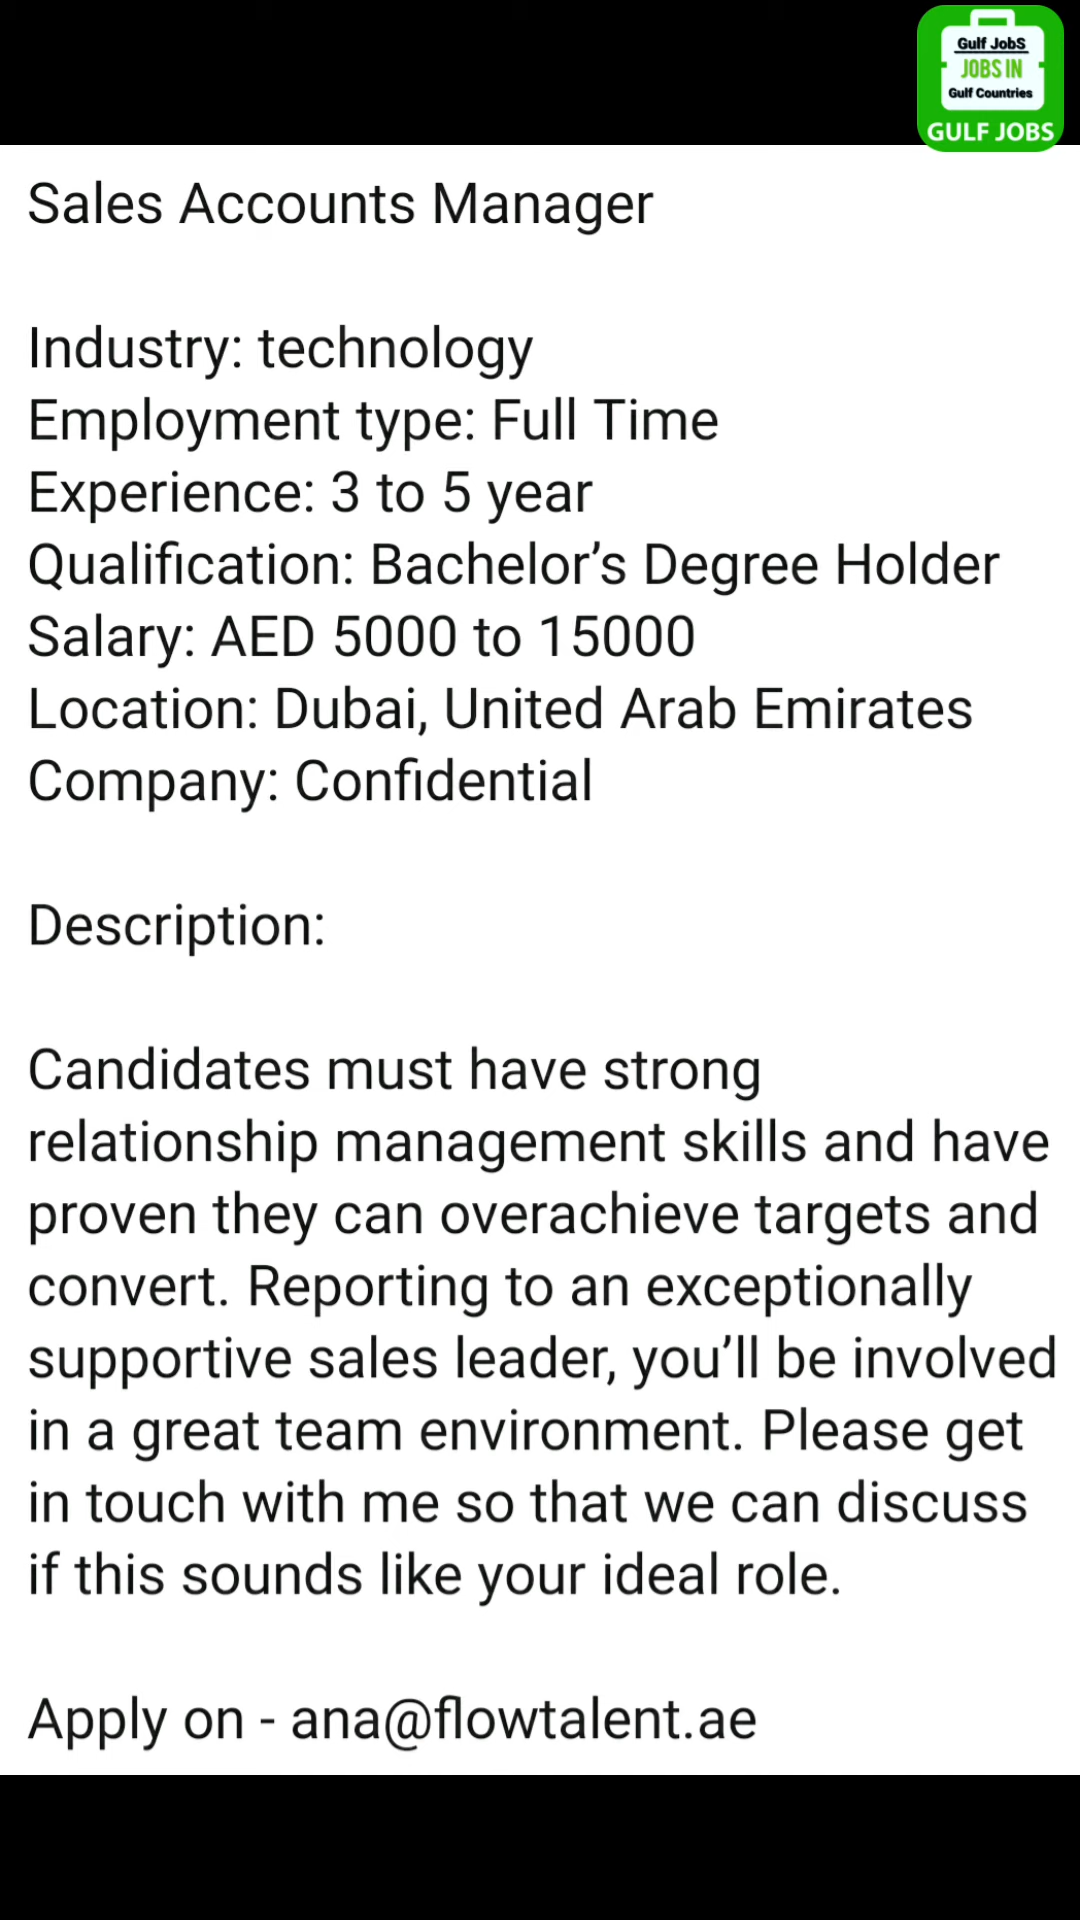 Gulf JobS
JOBS IN
Gulf Countries
GULF JOBS
Sales Accounts Manager
Industry: technology
Employment type: Full Time
Experience: 3 to 5 year
Qualification: Bachelor’s Degree Holder
Salary: AED 5000 to 15000
Location: Dubai, United Arab Emirates
Company: Confidential
Description:
Candidates must have strong
relationship management skills and have
proven they can overachieve targets and
convert. Reporting to an exceptionally
supportive sales leader, you’ll be involved
in a great team environment. Please get
in touch with me so that we can discuss
if this sounds like your ideal role.
Apply on - ana@flowtalent.ae